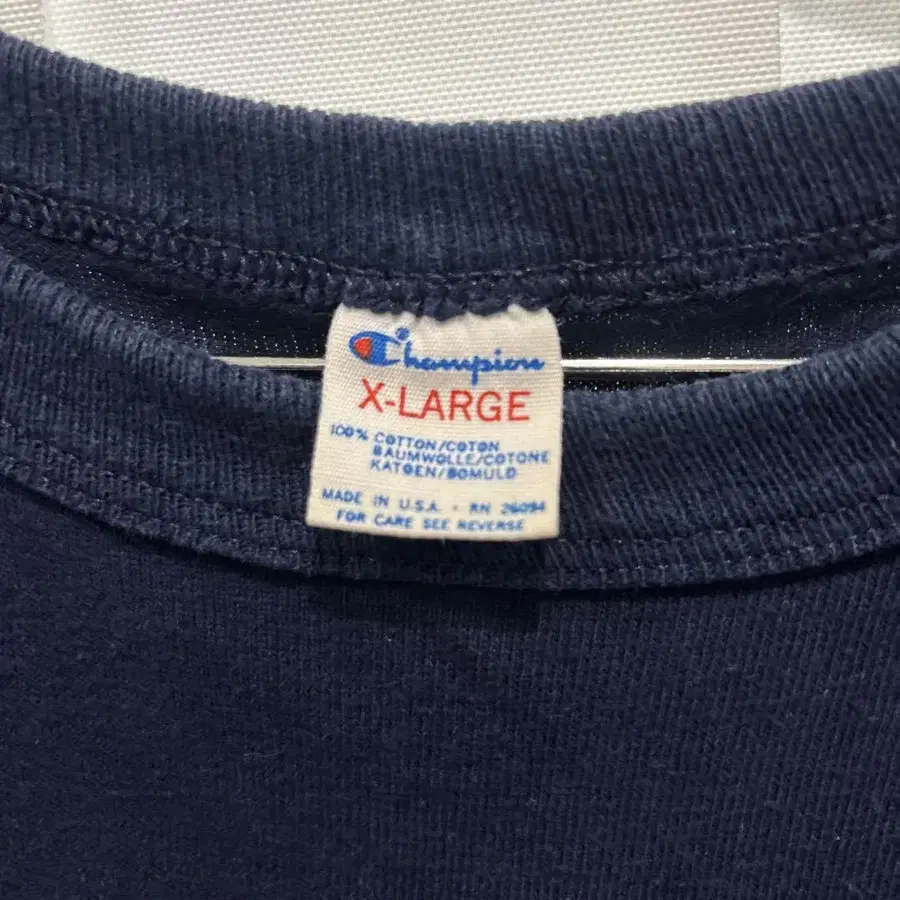 Champion
X-LARGE
100% COTTON/COTON
BAUMWOLLE/COTONE
KATOEN/BOMULD
MADE IN U.S.A. - RN 26094
FOR CARE SEE REVERSE